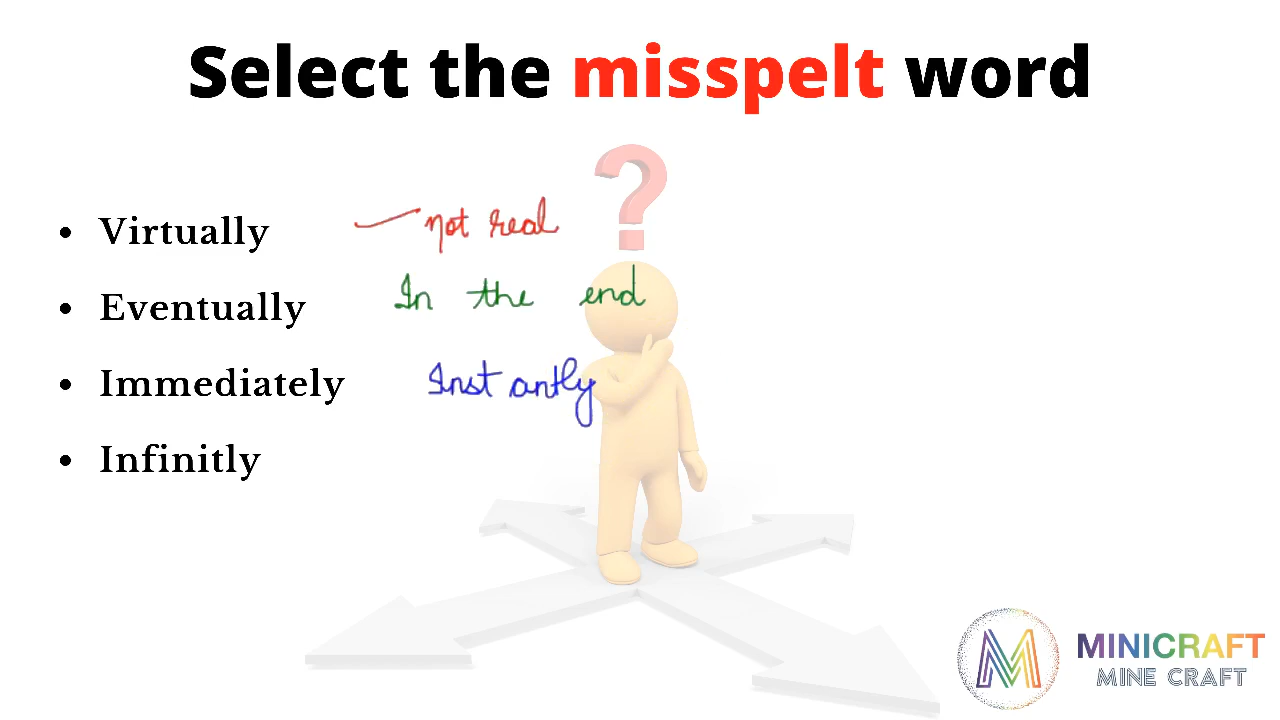 Select the misspelt word
• Virtually not real
• Eventually In the end
• Immediately Instantly
• Infinitly
MINICRAFT
MINE CRAFT